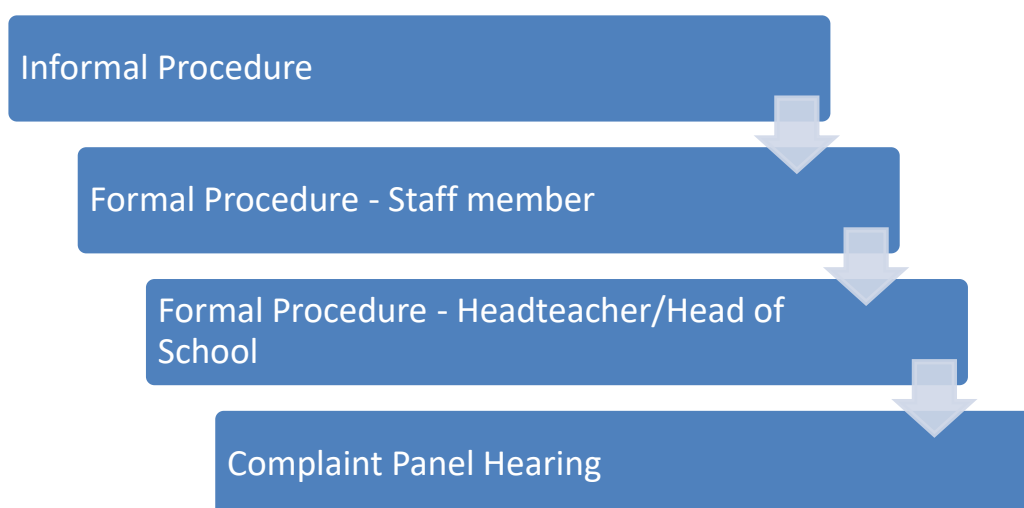 Informal Procedure
Formal Procedure - Staff member
Formal Procedure - Headteacher/Head of
School
Complaint Panel Hearing